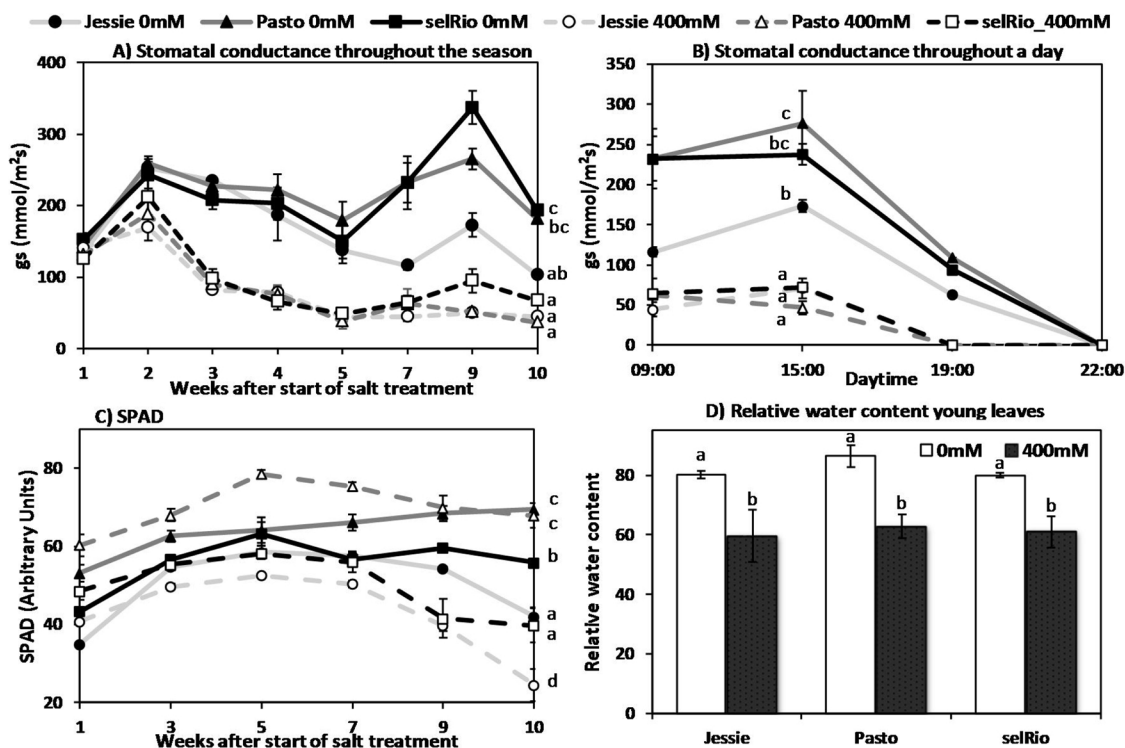 Jessie 0mM Pasto 0mM selRio 0mM Jessie 400mM Pasto 400mM selRio_400mM
A) Stomatal conductance throughout the season
400
300
200
100
0
gs (mmol/m²s)
c
bc
ab
a
a
a
1 2 3 4 5 7 9 10
Weeks after start of salt treatment
B) Stomatal conductance throughout a day
350
300
250
200
150
100
50
0
gs (mmol/m²s)
c
bc
b
a
a
a
09:00 15:00 19:00 22:00
Daytime
C) SPAD
80
60
40
20
SPAD (Arbitrary Units)
c
c
b
a
a
d
1 3 5 7 9 10
Weeks after start of salt treatment
D) Relative water content young leaves
0mM 400mM
80
60
40
20
0
Relative water content
a b a b a b
Jessie Pasto selRio